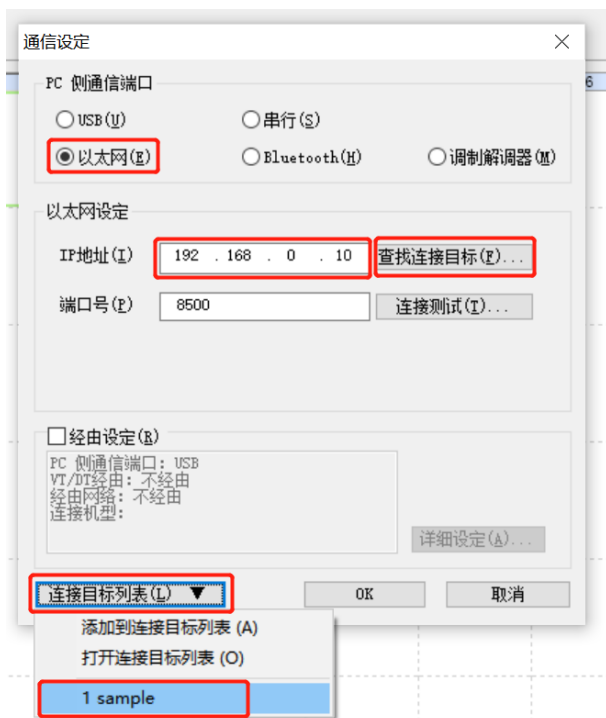 通信设定
6
PC 侧通信端口
USB(U)
串行(S)
以太网(E)
Bluetooth(H)
调制解调器(M)
以太网设定
IP地址(I)
192 . 168 . 0 . 10
查找连接目标(F)...
端口号(P)
8500
连接测试(T)...
经由设定(R)
PC 侧通信端口: USB
VT/DT经由: 不经由
经由网络: 不经由
连接机型:
详细设定(A)...
连接目标列表(L) ▼
OK
取消
添加到连接目标列表 (A)
打开连接目标列表 (O)
1 sample